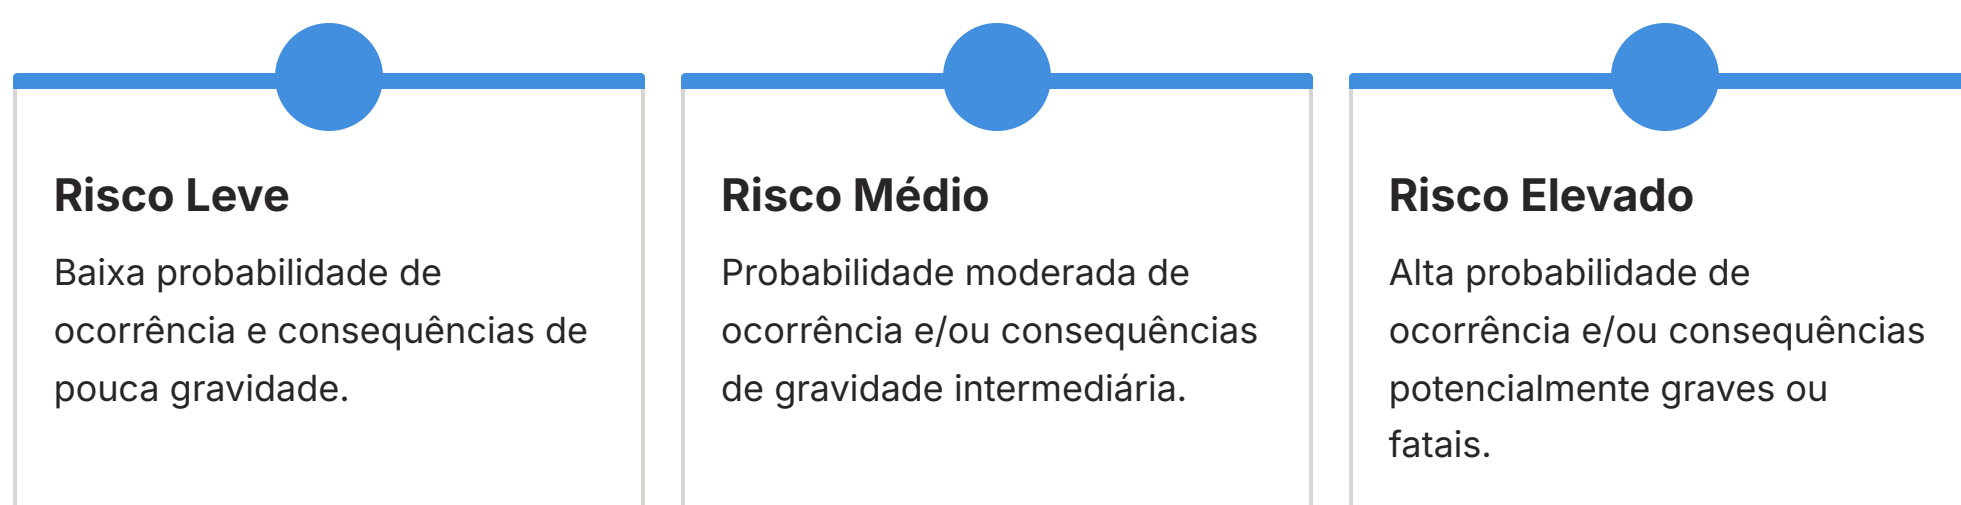 Risco Leve
Baixa probabilidade de
ocorrência e consequências de
pouca gravidade.
Risco Médio
Probabilidade moderada de
ocorrência e/ou consequências
de gravidade intermediária.
Risco Elevado
Alta probabilidade de
ocorrência e/ou consequências
potencialmente graves ou
fatais.